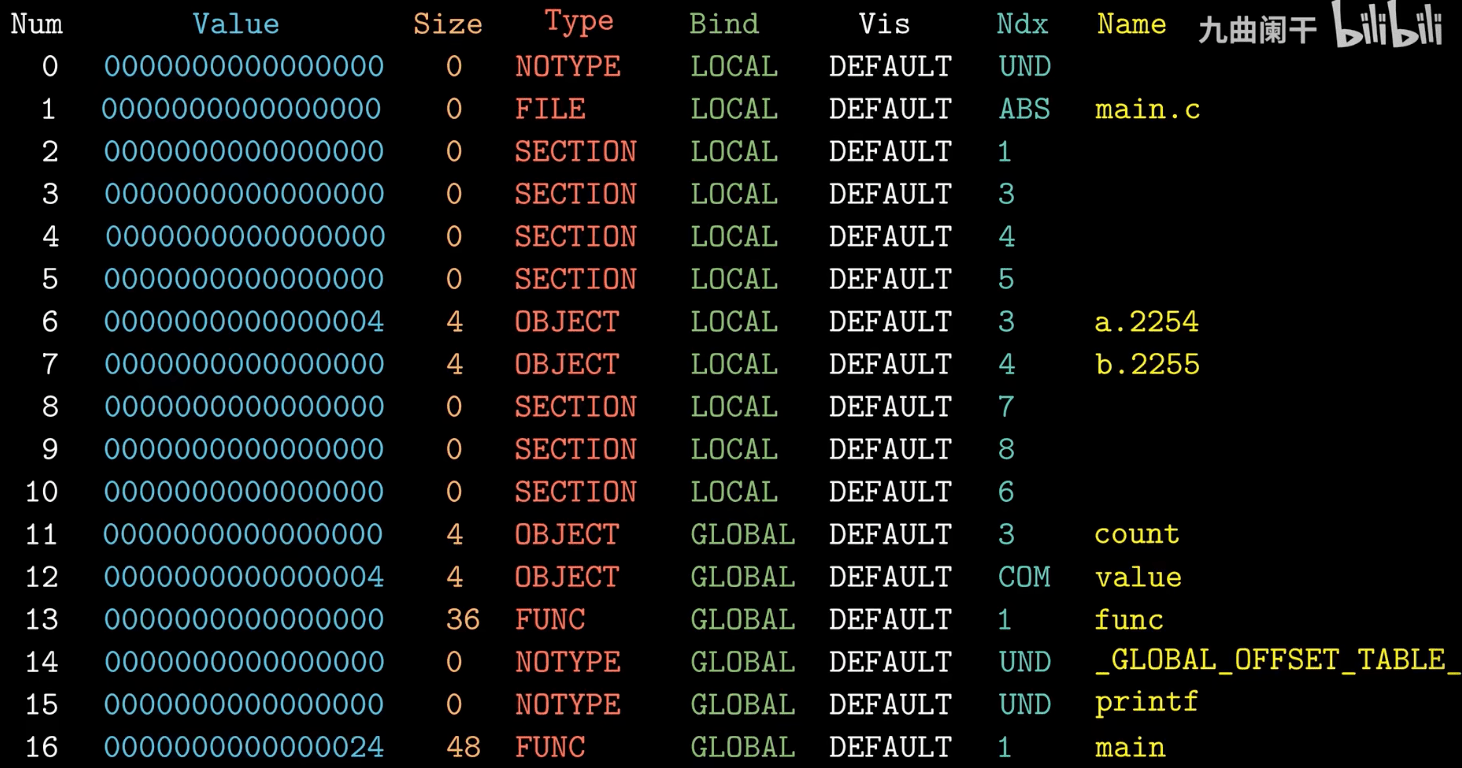 Num Value Size Type Bind Vis Ndx Name 九曲阑干 bilibili
0 0000000000000000 0 NOTYPE LOCAL DEFAULT UND
1 0000000000000000 0 FILE LOCAL DEFAULT ABS main.c
2 0000000000000000 0 SECTION LOCAL DEFAULT 1
3 0000000000000000 0 SECTION LOCAL DEFAULT 3
4 0000000000000000 0 SECTION LOCAL DEFAULT 4
5 0000000000000000 0 SECTION LOCAL DEFAULT 5
6 0000000000000004 4 OBJECT LOCAL DEFAULT 3 a.2254
7 0000000000000000 4 OBJECT LOCAL DEFAULT 4 b.2255
8 0000000000000000 0 SECTION LOCAL DEFAULT 7
9 0000000000000000 0 SECTION LOCAL DEFAULT 8
10 0000000000000000 0 SECTION LOCAL DEFAULT 6
11 0000000000000000 4 OBJECT GLOBAL DEFAULT 3 count
12 0000000000000004 4 OBJECT GLOBAL DEFAULT COM value
13 0000000000000000 36 FUNC GLOBAL DEFAULT 1 func
14 0000000000000000 0 NOTYPE GLOBAL DEFAULT UND _GLOBAL_OFFSET_TABLE_
15 0000000000000000 0 NOTYPE GLOBAL DEFAULT UND printf
16 0000000000000024 48 FUNC GLOBAL DEFAULT 1 main